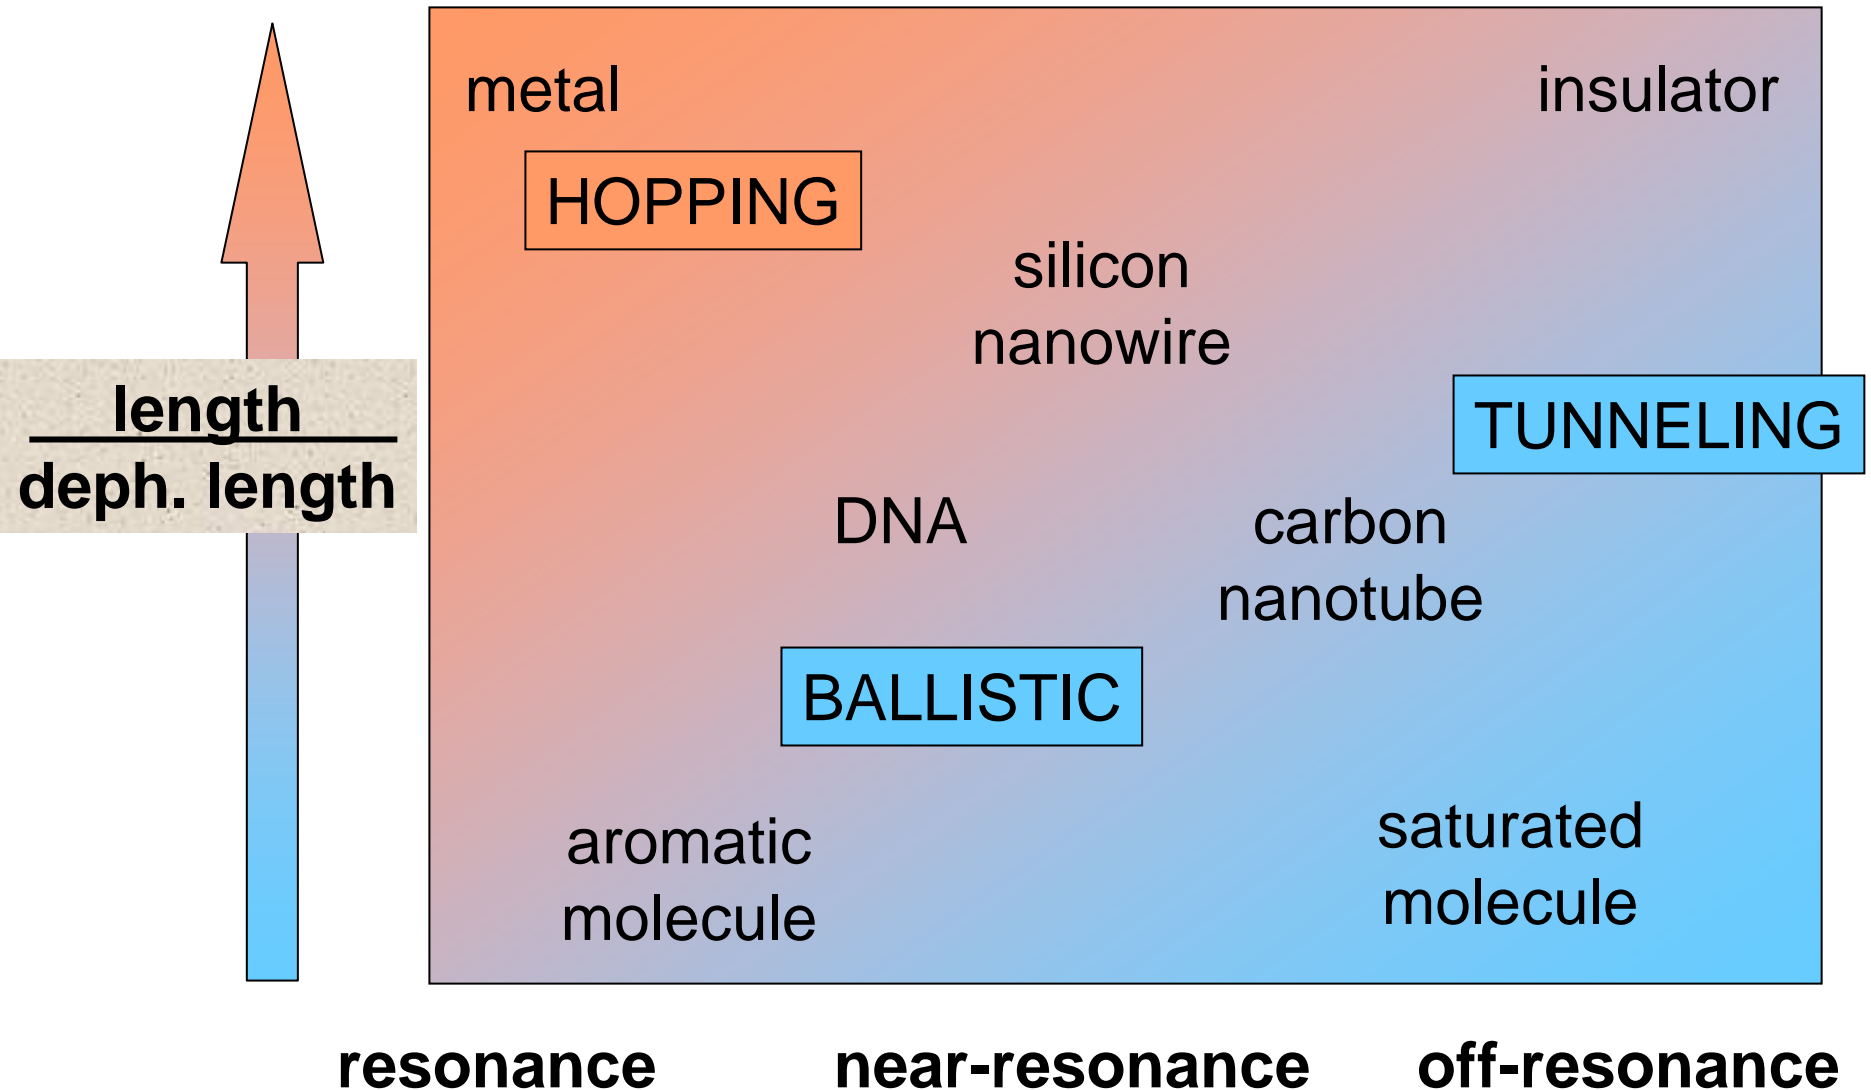 metal
insulator
HOPPING
silicon
nanowire
length
deph. length
TUNNELING
DNA
carbon
nanotube
BALLISTIC
aromatic
molecule
saturated
molecule
resonance
near-resonance
off-resonance